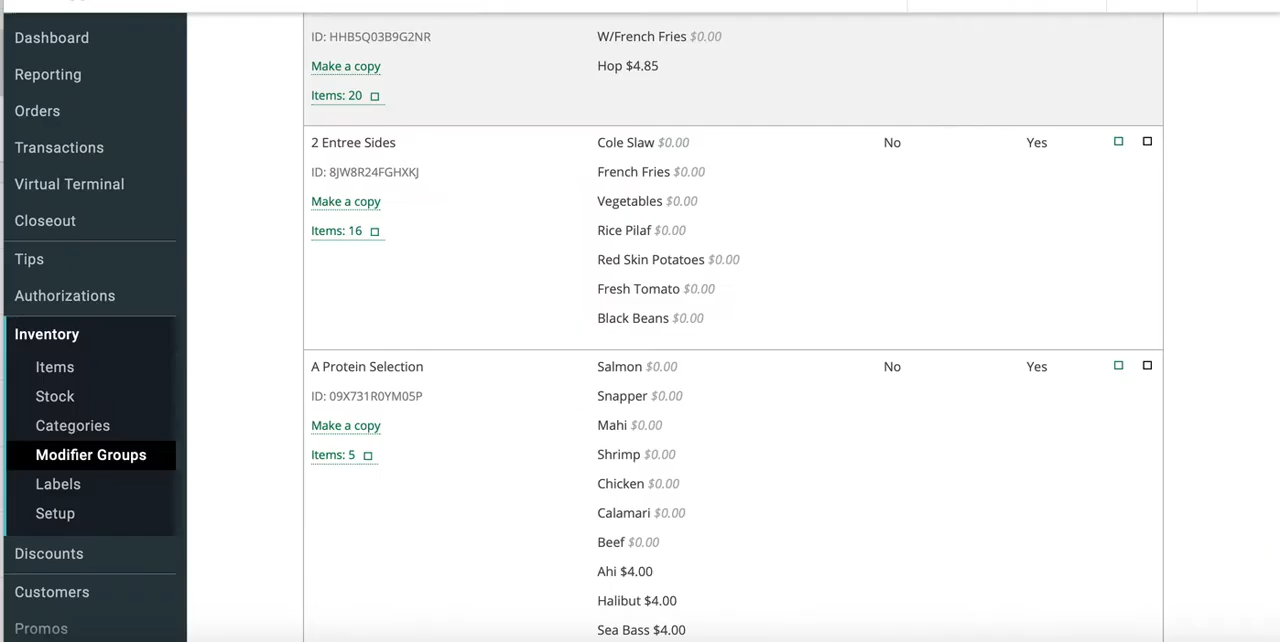 Dashboard
Reporting
Orders
Transactions
Virtual Terminal
Closeout
Tips
Authorizations
Inventory
Items
Stock
Categories
Modifier Groups
Labels
Setup
Discounts
Customers
Promos
ID: HHB5Q03B9G2NR
Make a copy
Items: 20
W/French Fries $0.00
Hop $4.85
2 Entree Sides
ID: 8JW8R24FGHXKJ
Make a copy
Items: 16
Cole Slaw $0.00
French Fries $0.00
Vegetables $0.00
Rice Pilaf $0.00
Red Skin Potatoes $0.00
Fresh Tomato $0.00
Black Beans $0.00
No
Yes
A Protein Selection
ID: 09X731R0YM05P
Make a copy
Items: 5
Salmon $0.00
Snapper $0.00
Mahi $0.00
Shrimp $0.00
Chicken $0.00
Calamari $0.00
Beef $0.00
Ahi $4.00
Halibut $4.00
Sea Bass $4.00
No
Yes